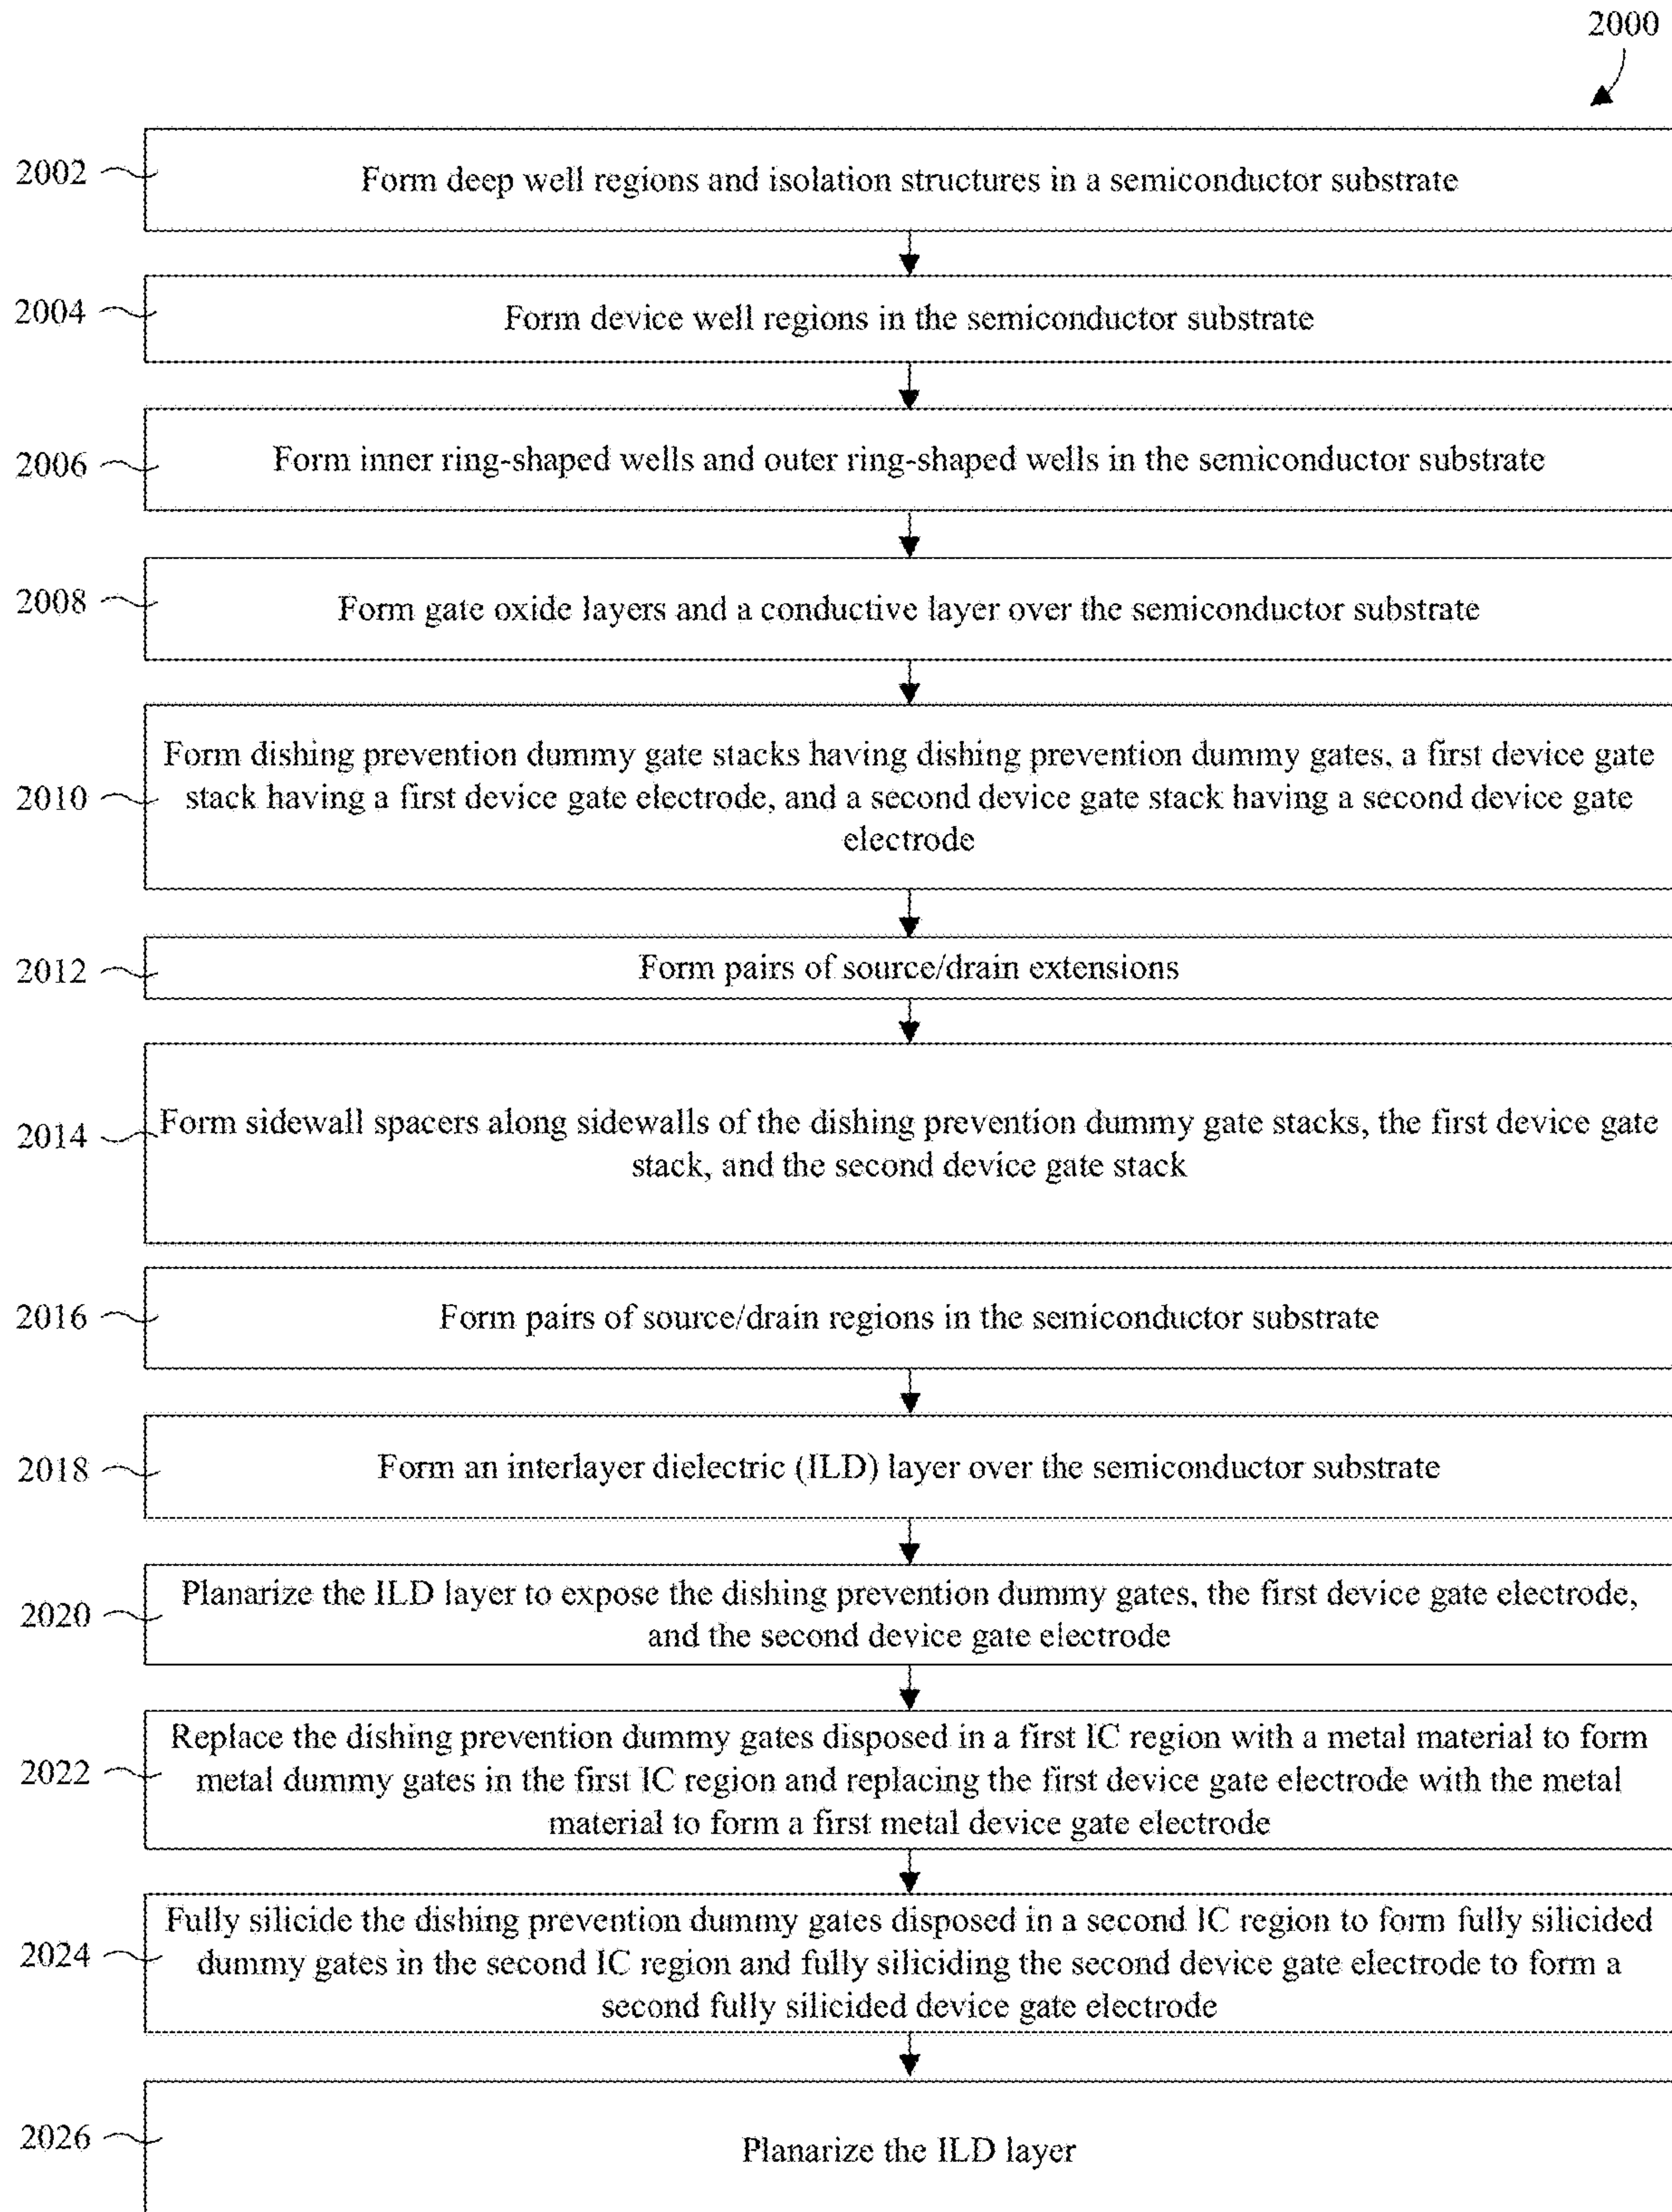 2000
2002
Form deep well regions and isolation structures in a semiconductor substrate
2004
Form device well regions in the semiconductor substrate
2006
Form inner ring-shaped wells and outer ring-shaped wells in the semiconductor substrate
2008
Form gate oxide layers and a conductive layer over the semiconductor substrate
2010
Form dishing prevention dummy gate stacks having dishing prevention dummy gates, a first device gate
stack having a first device gate electrode, and a second device gate stack having a second device gate
electrode
2012
Form pairs of source/drain extensions
2014
Form sidewall spacers along sidewalls of the dishing prevention dummy gate stacks, the first device gate
stack, and the second device gate stack
2016
Form pairs of source/drain regions in the semiconductor substrate
2018
Form an interlayer dielectric (ILD) layer over the semiconductor substrate
2020
Planarize the ILD layer to expose the dishing prevention dummy gates, the first device gate electrode,
and the second device gate electrode
2022
Replace the dishing prevention dummy gates disposed in a first IC region with a metal material to form
metal dummy gates in the first IC region and replacing the first device gate electrode with the metal
material to form a first metal device gate electrode
2024
Fully silicide the dishing prevention dummy gates disposed in a second IC region to form fully silicided
dummy gates in the second IC region and fully siliciding the second device gate electrode to form a
second fully silicided device gate electrode
2026
Planarize the ILD layer